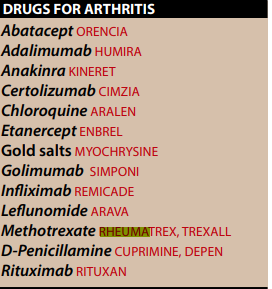 DRUGS FOR ARTHRITIS
Abatacept ORENCIA
Adalimumab HUMIRA
Anakinra KINERET
Certolizumab CIMZIA
Chloroquine ARALEN
Etanercept ENBREL
Gold salts MYOCHRYSINE
Golimumab SIMPONI
Infliximab REMICADE
Leflunomide ARAVA
Methotrexate RHEUMATREX, TREXALL
D-Penicillamine CUPRIMINE, DEPEN
Rituximab RITUXAN